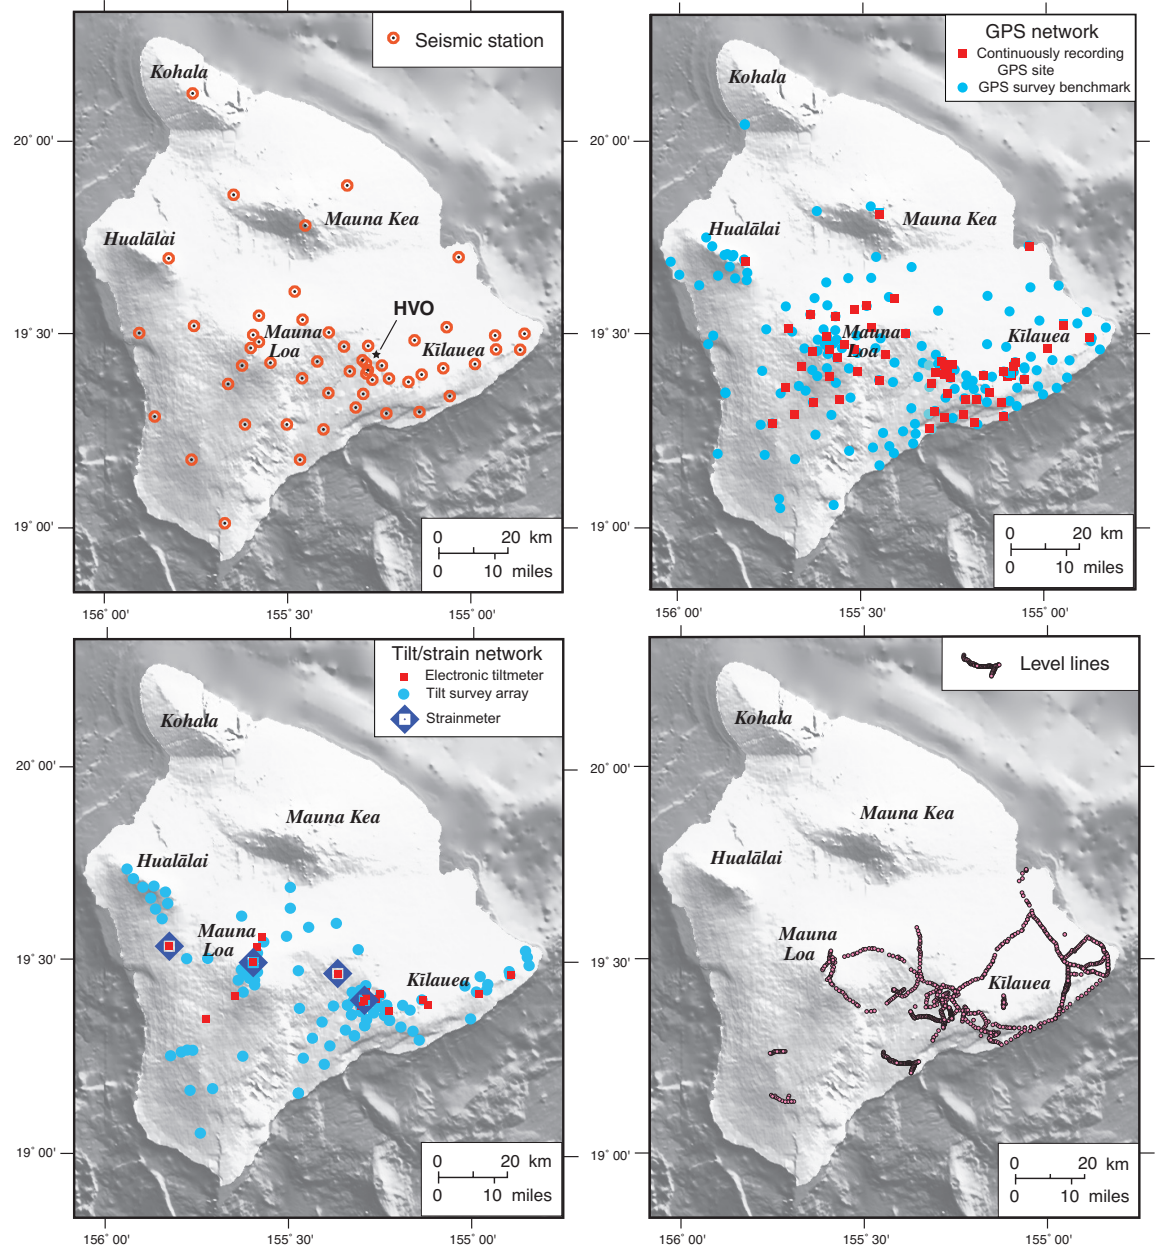 Seismic station
Kohala
20° 00'
Mauna Kea
Hualālai
HVO
19° 30'
Mauna
Loa
Kīlauea
19° 00'
0 20 km
0 10 miles
156° 00' 155° 30' 155° 00'
GPS network
Continuously recording
GPS site
GPS survey benchmark
Kohala
20° 00'
Mauna Kea
Hualālai
19° 30'
Mauna
Loa
Kīlauea
19° 00'
0 20 km
0 10 miles
156° 00' 155° 30' 155° 00'
Tilt/strain network
Electronic tiltmeter
Tilt survey array
Strainmeter
Kohala
20° 00'
Mauna Kea
Hualālai
Mauna
Loa
19° 30'
Kīlauea
19° 00'
0 20 km
0 10 miles
156° 00' 155° 30' 155° 00'
Level lines
Kohala
20° 00'
Mauna Kea
Hualālai
Mauna
Loa
19° 30'
Kīlauea
19° 00'
0 20 km
0 10 miles
156° 00' 155° 30' 155° 00'